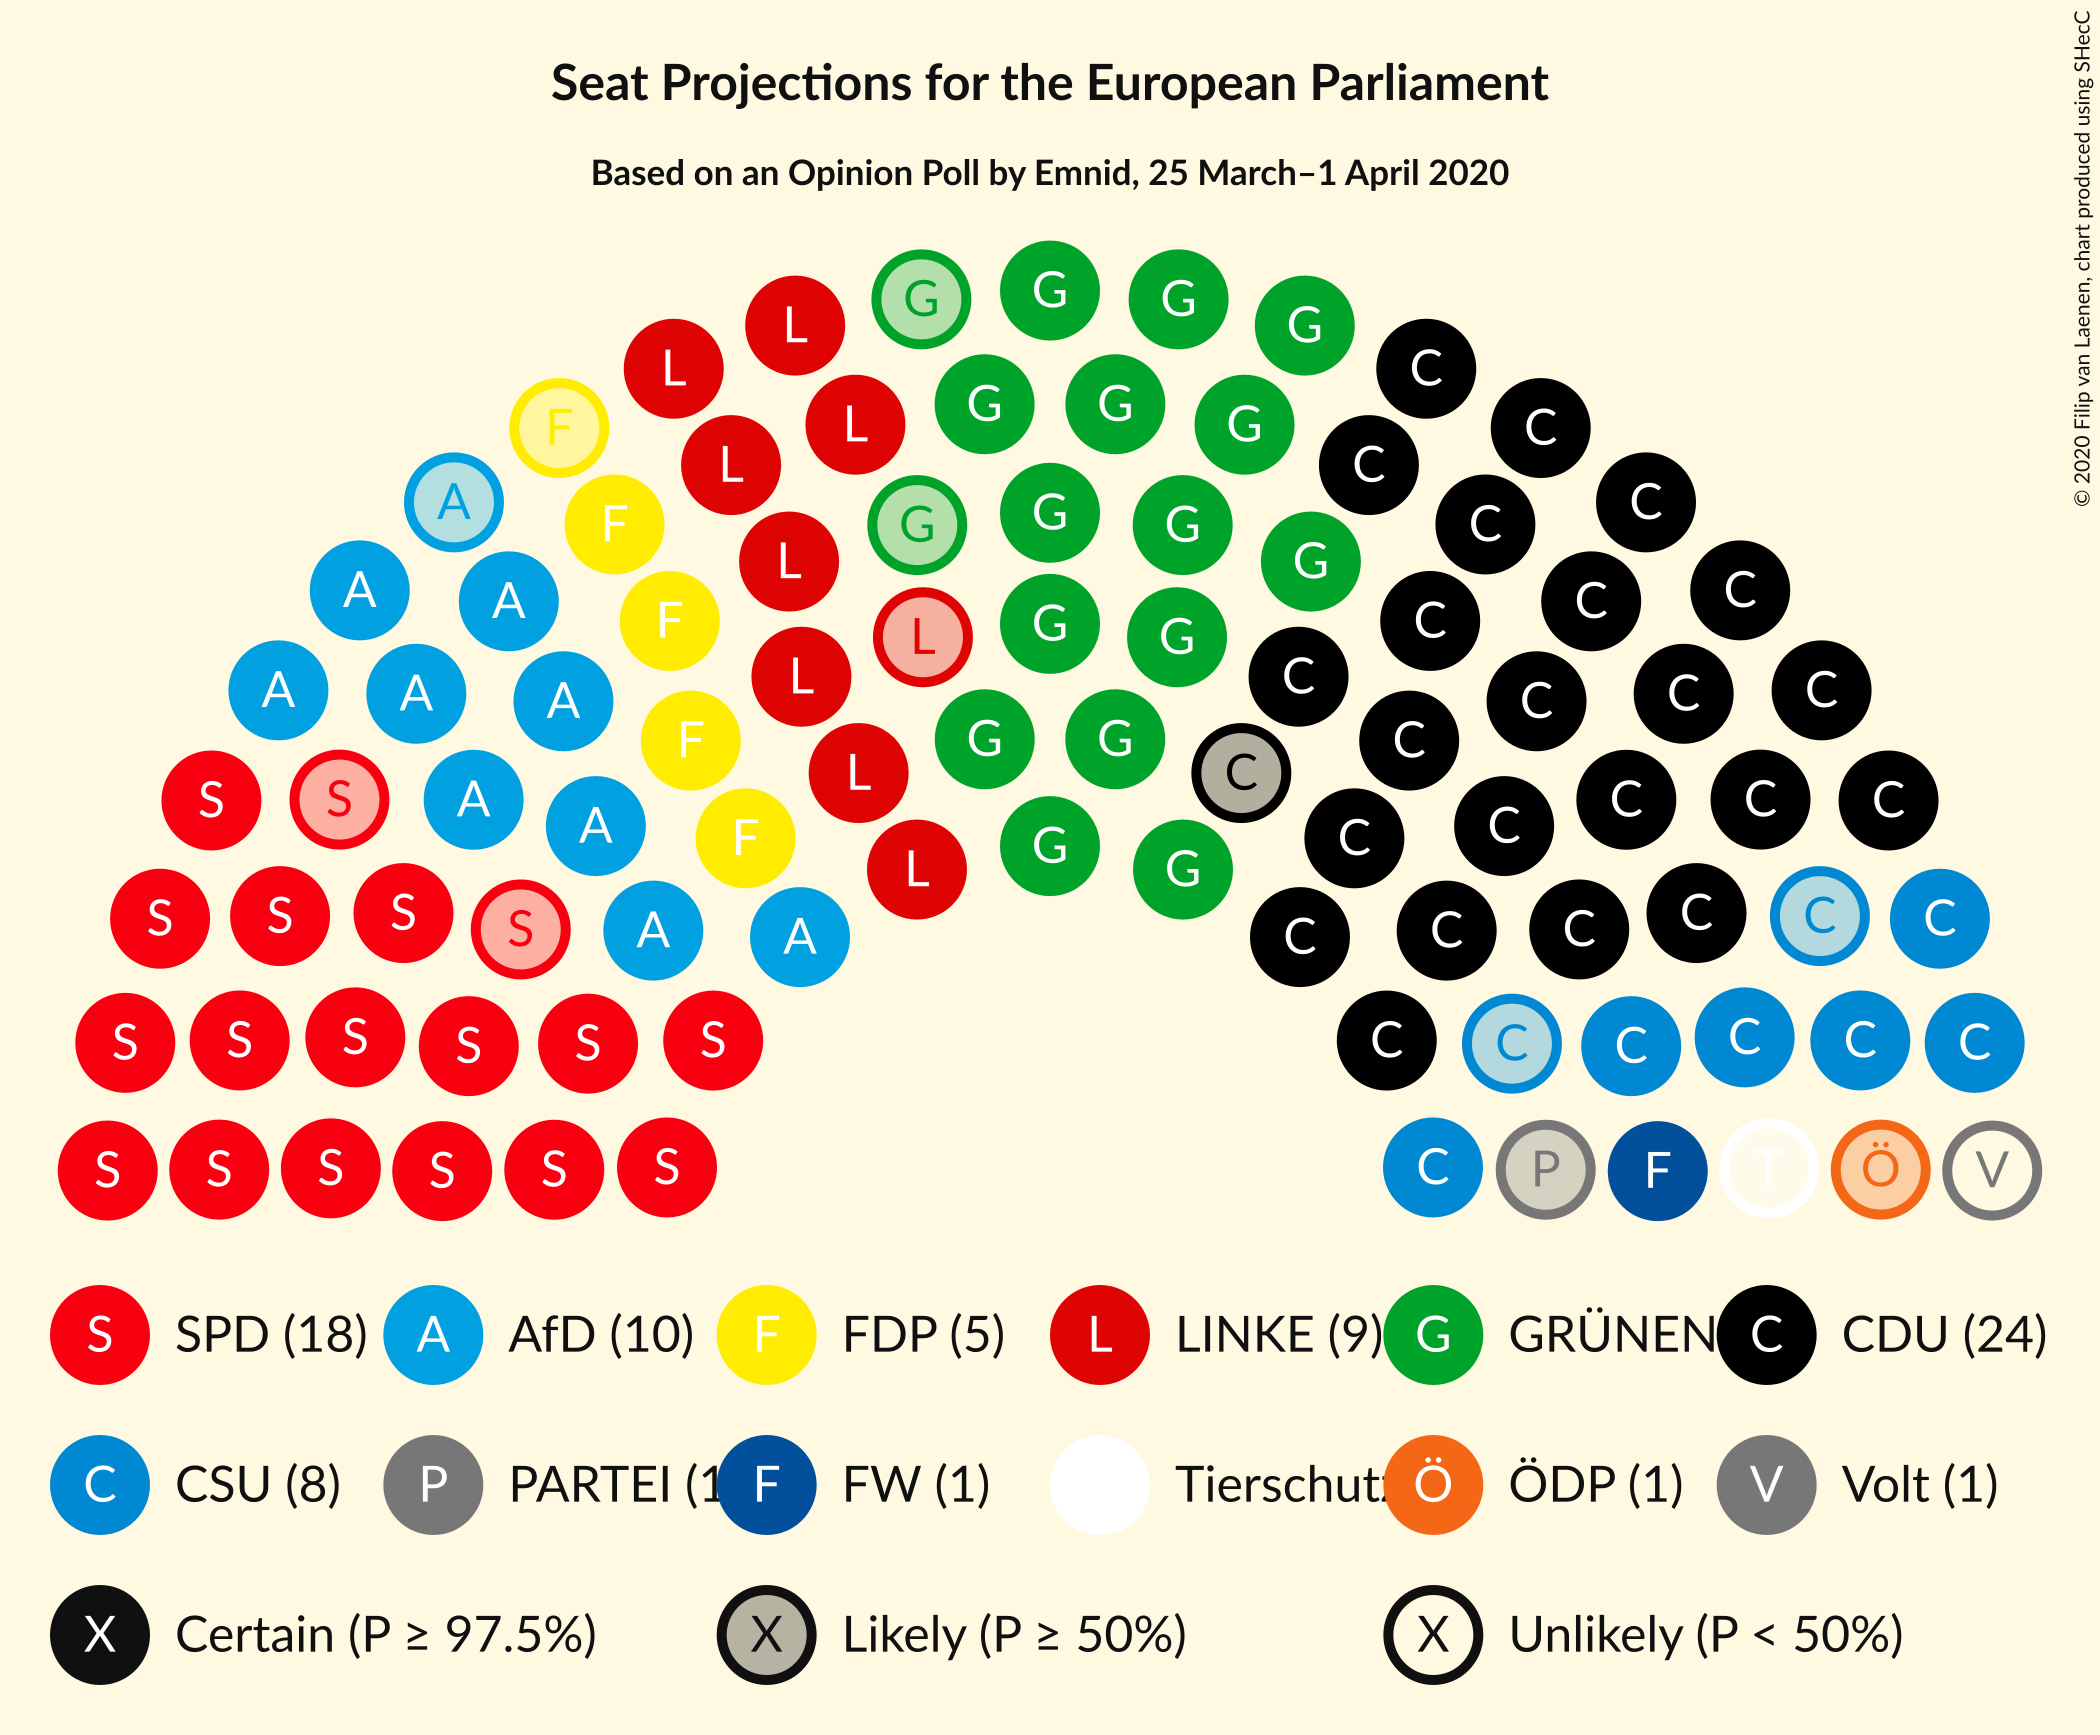 Seat Projections for the European Parliament
Based on an Opinion Poll by Emnid, 25 March–1 April 2020
© 2020 Filip van Laenen, chart produced using SHecC
G G G G
L L C C
G G G
L L C C
F C
A F G G G G C C
A A L C C
F L G G C C
A A A L C C C C
F L G G C C
S S A A F L G G C C C C C
S S S S A A L G G C C C C C C
S S S S S S C C C C C C
S S S S S S C P F T Ö V
S SPD (18) A AfD (10) F FDP (5) L LINKE (9) G GRÜNEN C CDU (24)
C CSU (8) P PARTEI (1 F FW (1) Tierschutz Ö ÖDP (1) V Volt (1)
X Certain (P ≥ 97.5%) X Likely (P ≥ 50%) X Unlikely (P < 50%)